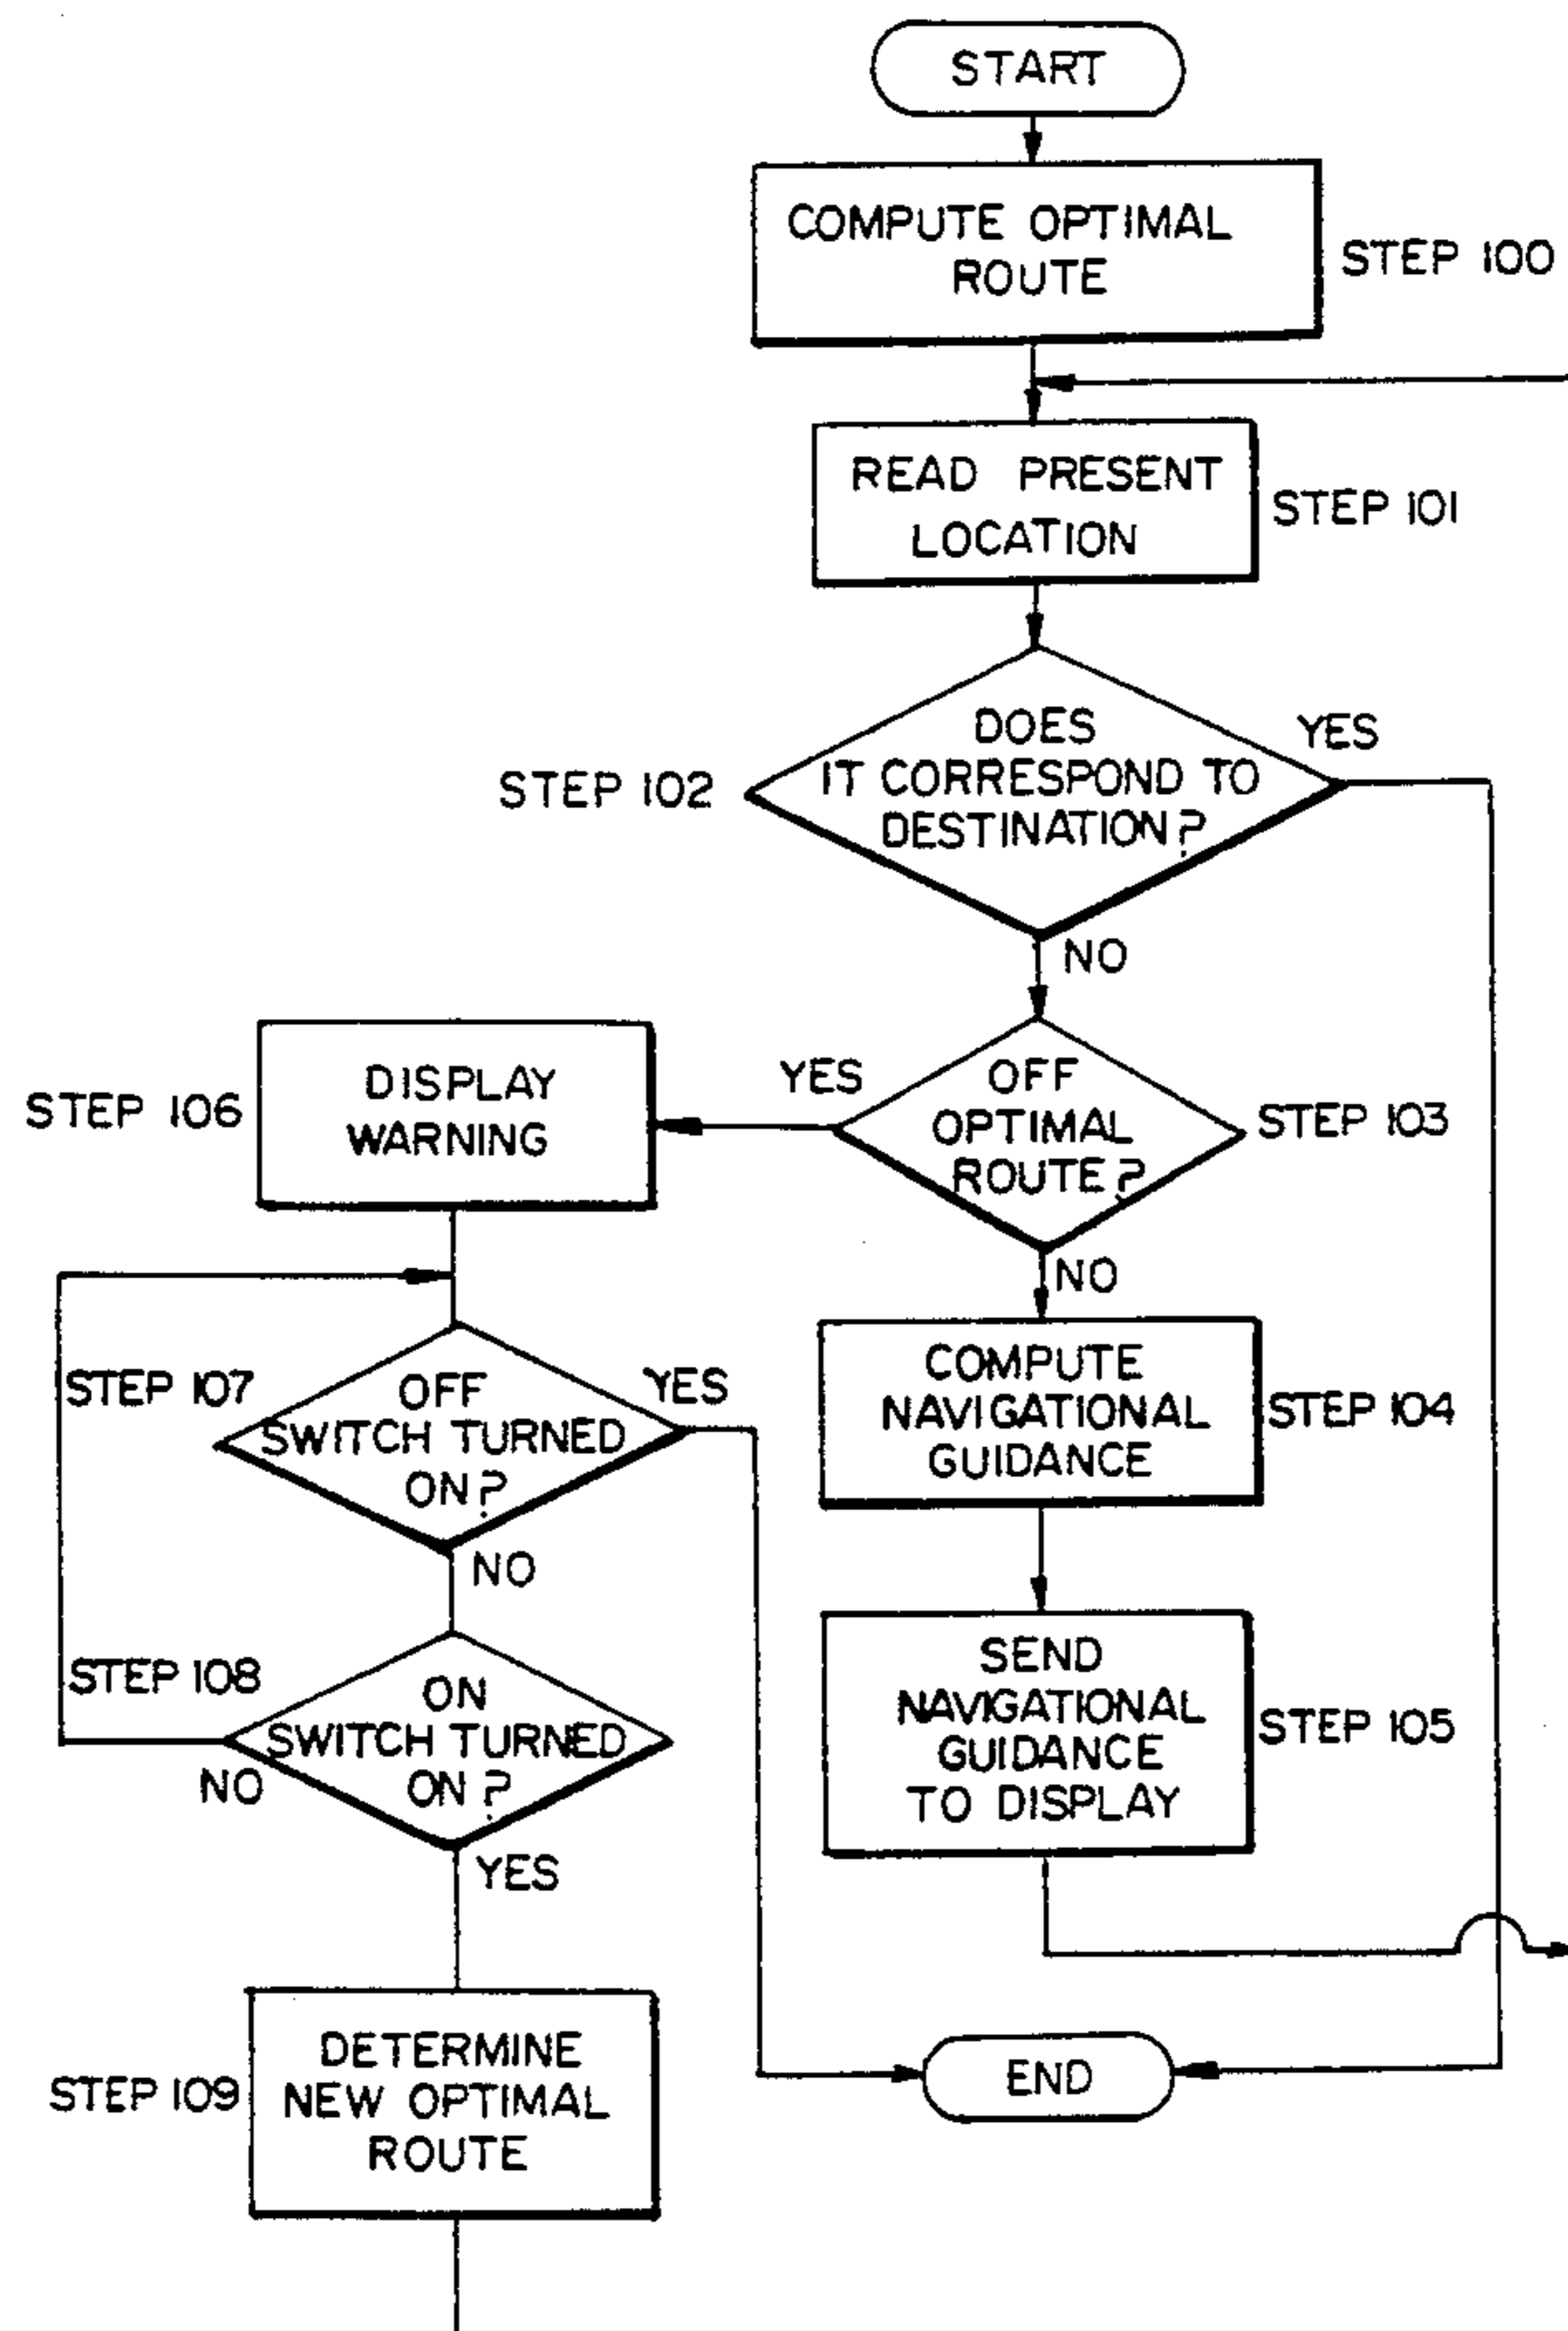 START
COMPUTE OPTIMAL
ROUTE
STEP 100
READ PRESENT
LOCATION
STEP 101
DOES
IT CORRESPOND TO
DESTINATION?
STEP 102
YES
NO
OFF
OPTIMAL
ROUTE?
STEP 103
YES
NO
DISPLAY
WARNING
STEP 106
COMPUTE
NAVIGATIONAL
GUIDANCE
STEP 104
STEP 107
OFF
SWITCH TURNED
ON?
YES
NO
SEND
NAVIGATIONAL
GUIDANCE
TO DISPLAY
STEP 105
STEP 108
ON
SWITCH TURNED
ON?
NO
YES
DETERMINE
NEW OPTIMAL
ROUTE
STEP 109
END